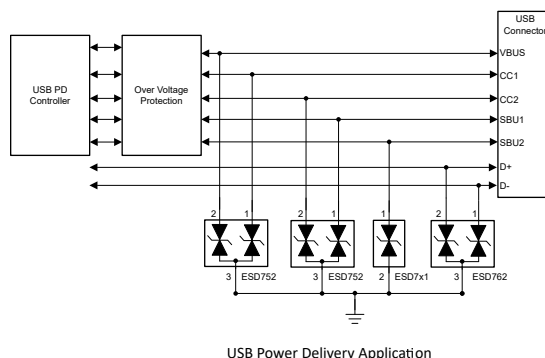 USB
Connector
VBUS
USB PD
Controller
Over Voltage
Protection
CC1
CC2
SBU1
SBU2
D+
D-
2 1 2 1 1 2 1
3 ESD752 3 ESD752 2 ESD7x1 3 ESD762
USB Power Delivery Application